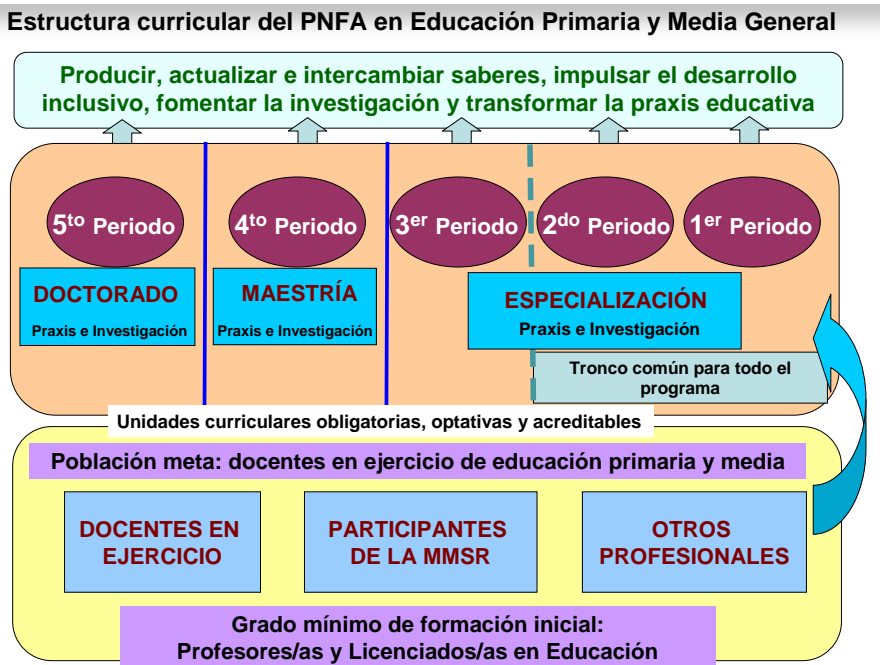 Estructura curricular del PNFA en Educación Primaria y Media General
Producir, actualizar e intercambiar saberes, impulsar el desarrollo
inclusivo, fomentar la investigación y transformar la praxis educativa
5to Periodo
4to Periodo
3er Periodo
2do Periodo
1er Periodo
DOCTORADO
Praxis e Investigación
MAESTRÍA
Praxis e Investigación
ESPECIALIZACIÓN
Praxis e Investigación
Tronco común para todo el
programa
Unidades curriculares obligatorias, optativas y acreditables
Población meta: docentes en ejercicio de educación primaria y media
DOCENTES EN
EJERCICIO
PARTICIPANTES
DE LA MMSR
OTROS
PROFESIONALES
Grado mínimo de formación inicial:
Profesores/as y Licenciados/as en Educación